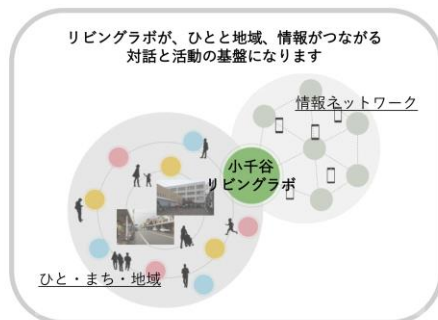 リビングラボが、ひとと地域、情報がつながる
対話と活動の基盤になります
情報ネットワーク
小千谷
リビングラボ
ひと・まち・地域